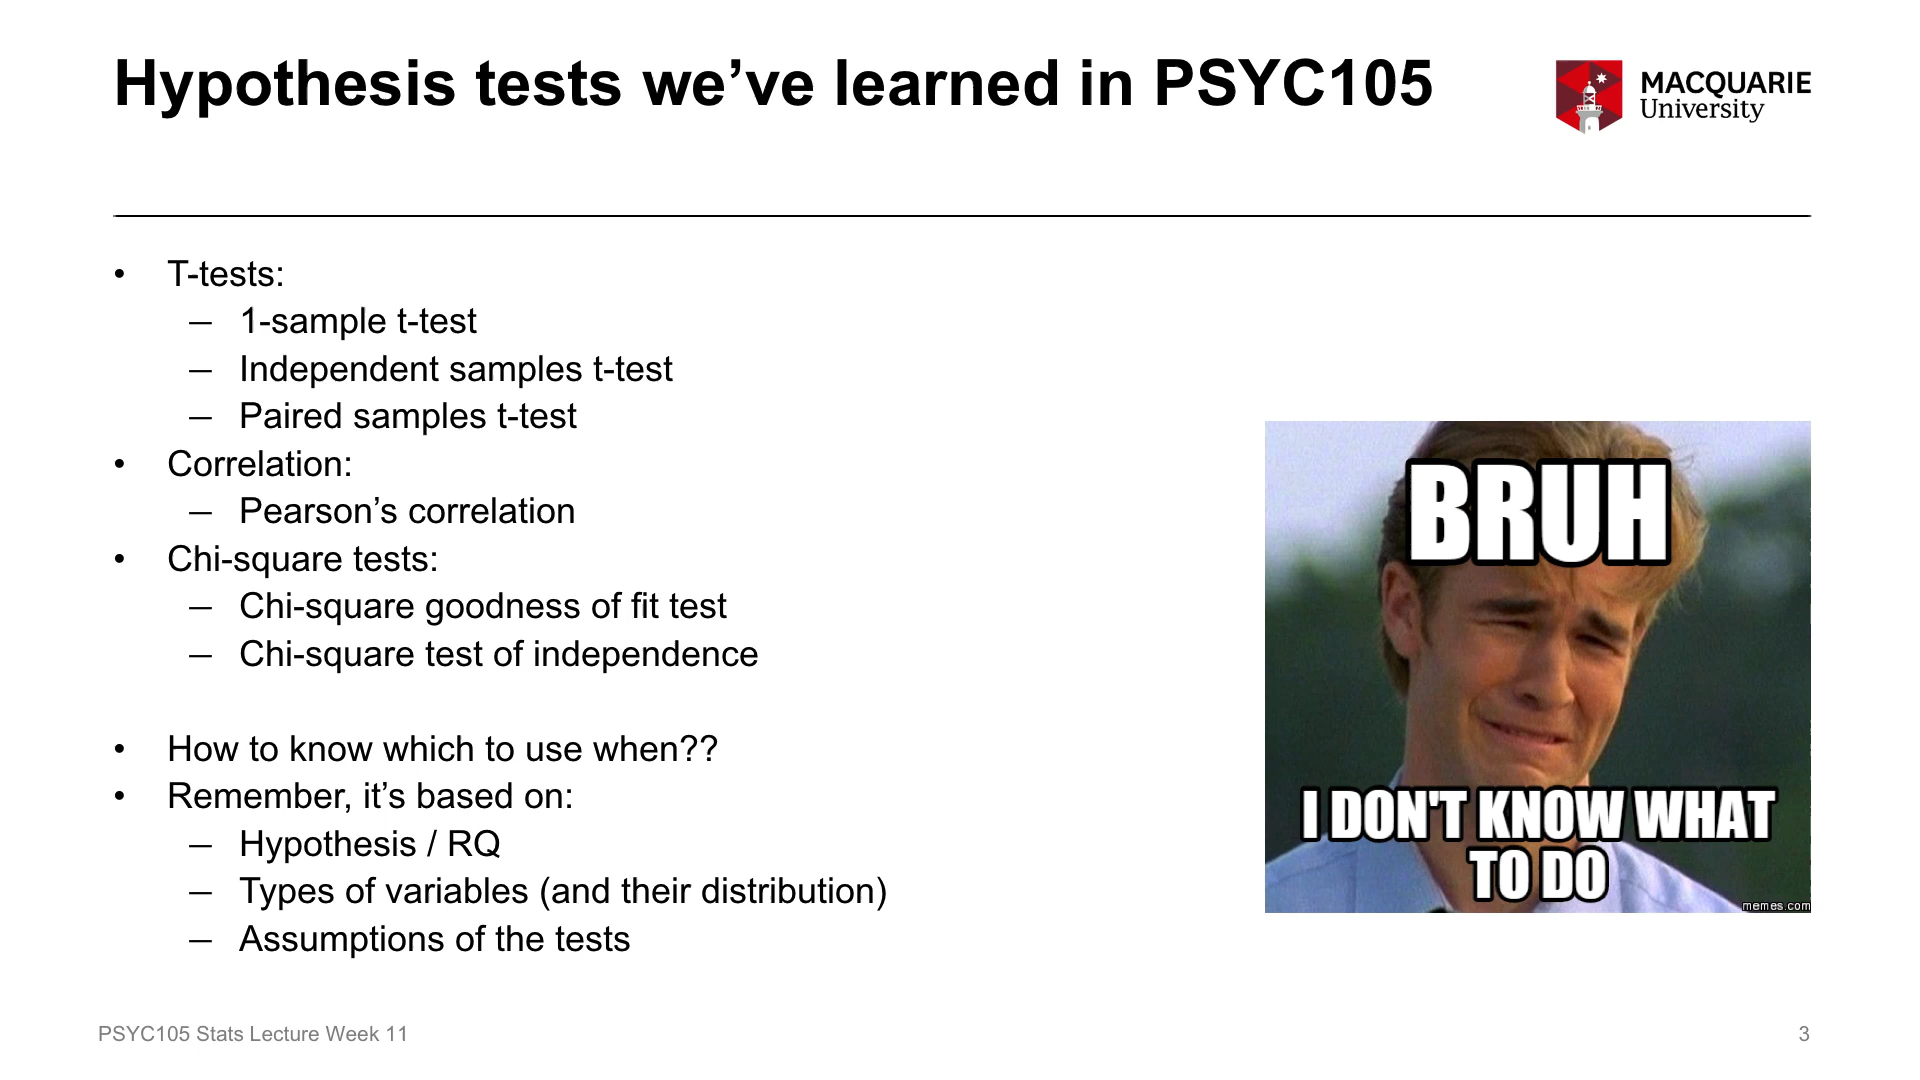 Hypothesis tests we’ve learned in PSYC105
MACQUARIE
University
• T-tests:
– 1-sample t-test
– Independent samples t-test
– Paired samples t-test
• Correlation:
– Pearson’s correlation
• Chi-square tests:
– Chi-square goodness of fit test
– Chi-square test of independence
• How to know which to use when??
• Remember, it’s based on:
– Hypothesis / RQ
– Types of variables (and their distribution)
– Assumptions of the tests
BRUH
I DON'T KNOW WHAT
TO DO
memes.com
PSYC105 Stats Lecture Week 11
3